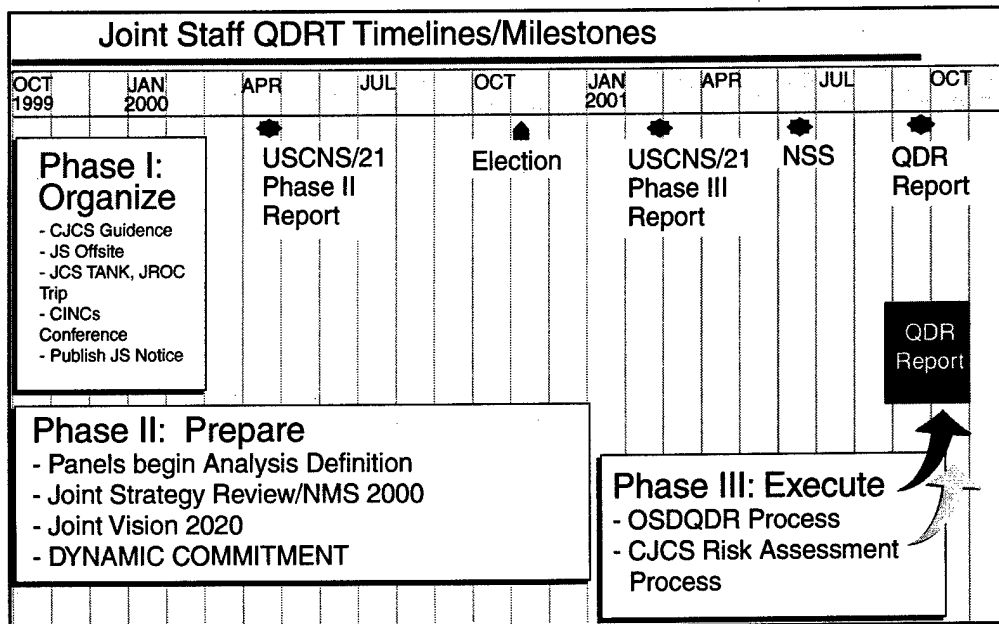 Joint Staff QDRT Timelines/Milestones
OCT
1999
JAN
2000
APR
JUL
OCT
JAN
2001
APR
JUL
OCT
USCNS/21
Phase II
Report
Election
USCNS/21
Phase III
Report
NSS
QDR
Report
Phase I:
Organize
- CJCS Guidence
- JS Offsite
- JCS TANK, JROC
Trip
- CINCs
Conference
- Publish JS Notice
QDR
Report
Phase II: Prepare
- Panels begin Analysis Definition
- Joint Strategy Review/NMS 2000
- Joint Vision 2020
- DYNAMIC COMMITMENT
Phase III: Execute
- OSDQDR Process
- CJCS Risk Assessment
Process